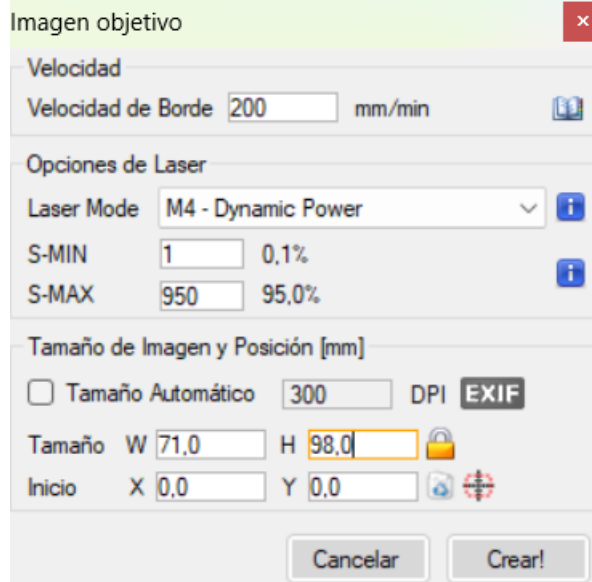 Imagen objetivo
Velocidad
Velocidad de Borde 200 mm/min
Opciones de Laser
Laser Mode M4 - Dynamic Power
S-MIN 1 0,1%
S-MAX 950 95,0%
Tamaño de Imagen y Posición [mm]
Tamaño Automático 300 DPI EXIF
Tamaño W 71,0 H 98,0
Inicio X 0,0 Y 0,0
Cancelar Crear!